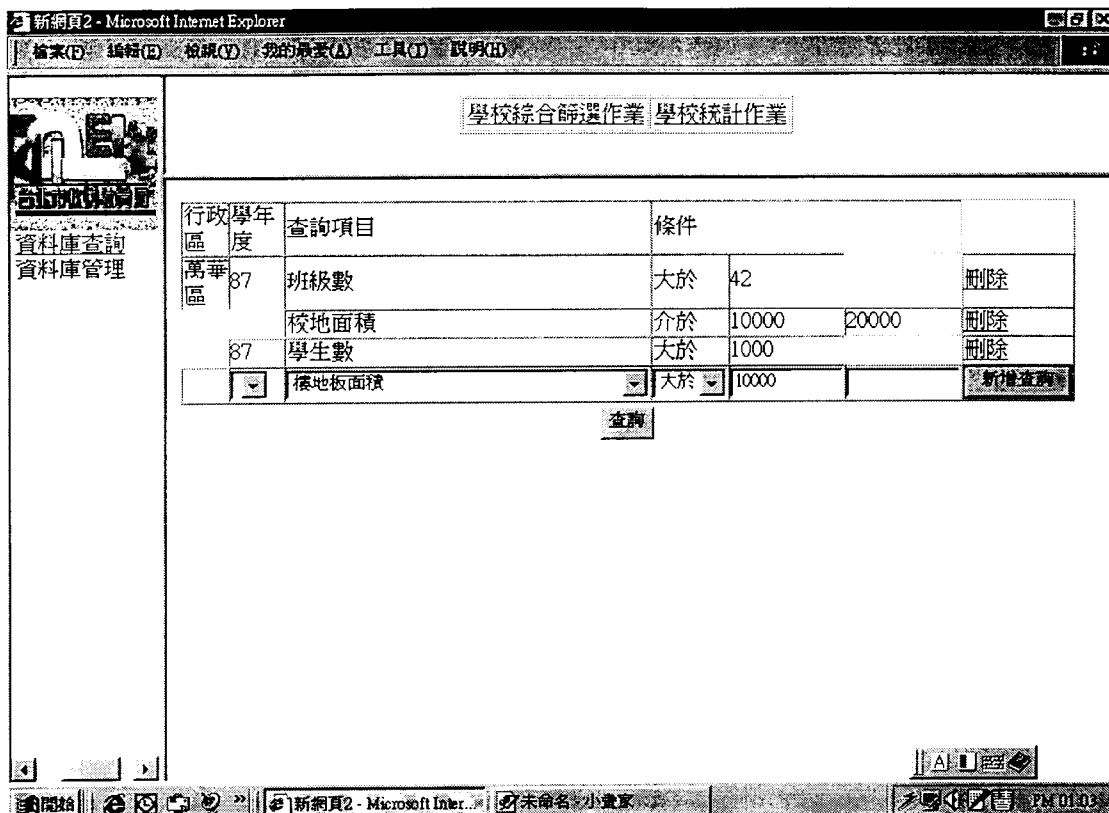 新網頁2 - Microsoft Internet Explorer
檔案(F) 編輯(E) 檢視(V) 我的最愛(A) 工具(T) 說明(H)
學校綜合篩選作業 學校統計作業
資料庫查詢
資料庫管理
行政區 學年度 查詢項目 條件
萬華區 87 班級數 大於 42 刪除
校地面積 介於 10000 20000 刪除
87 學生數 大於 1000 刪除
樓地板面積 大於 10000 新增查詢
查詢
A
開始 » 新網頁2 - Microsoft Inter... 未命名 - 小畫家 PM 01:03